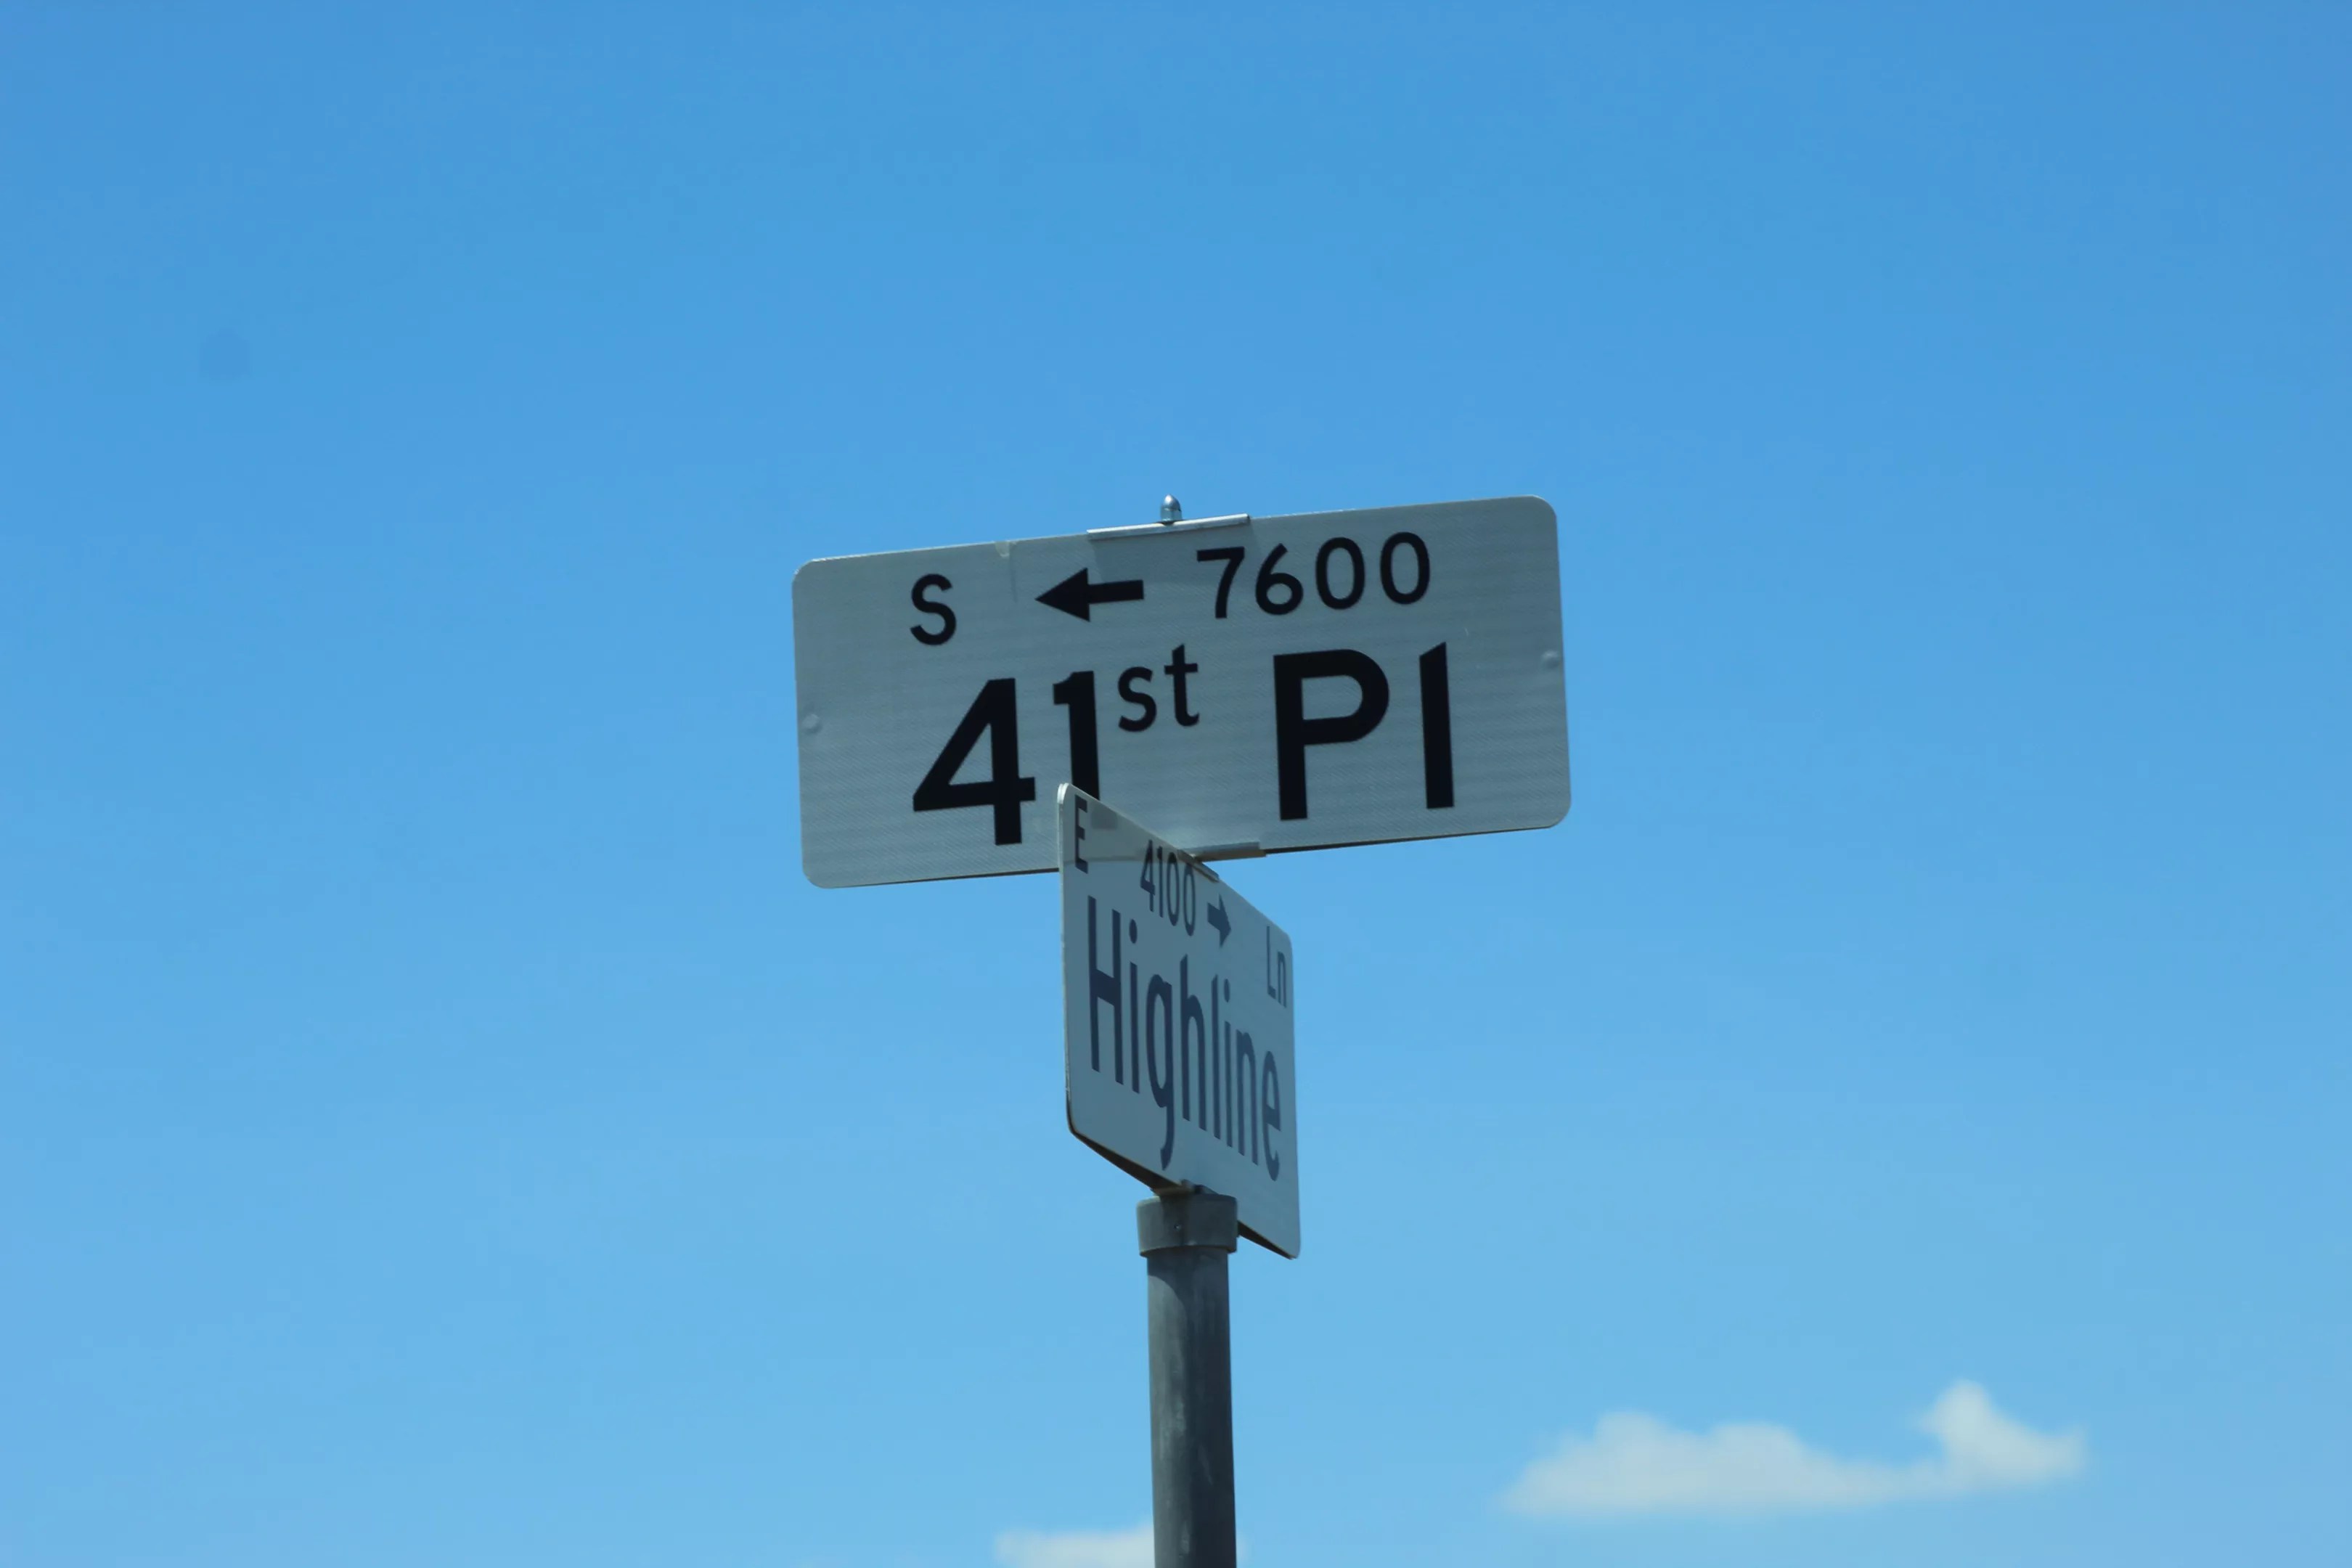 S ← 7600
41st Pl
E 4100 → Ln
Highline